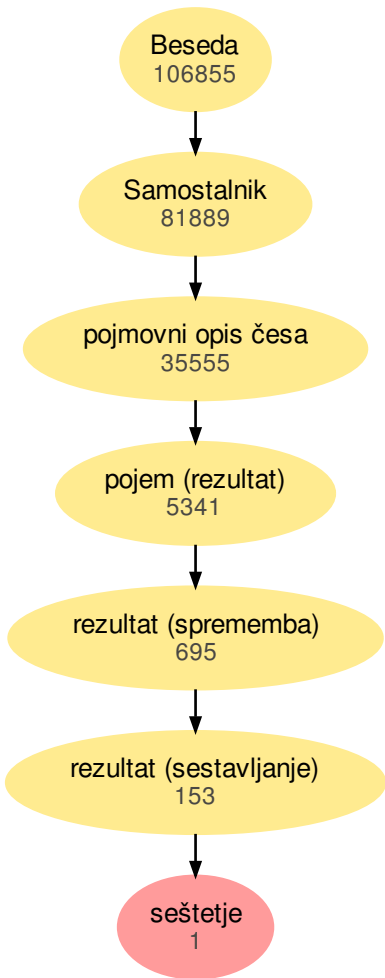 Beseda
106855
Samostalnik
81889
pojmovni opis česa
35555
pojem (rezultat)
5341
rezultat (sprememba)
695
rezultat (sestavljanje)
153
seštetje
1